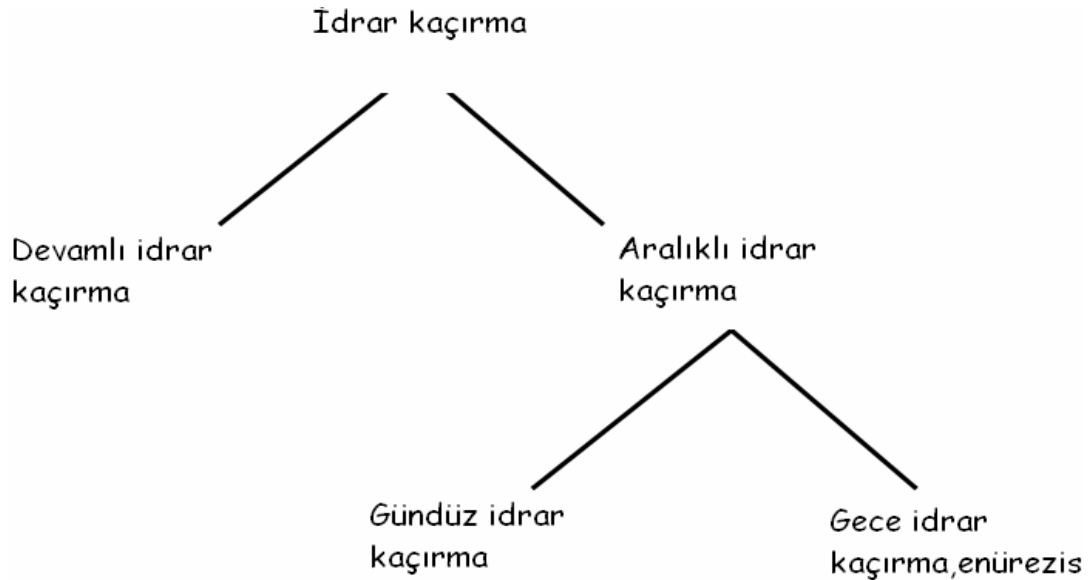 İdrar kaçırma
Devamlı idrar
kaçırma
Aralıklı idrar
kaçırma
Gündüz idrar
kaçırma
Gece idrar
kaçırma,enürezis